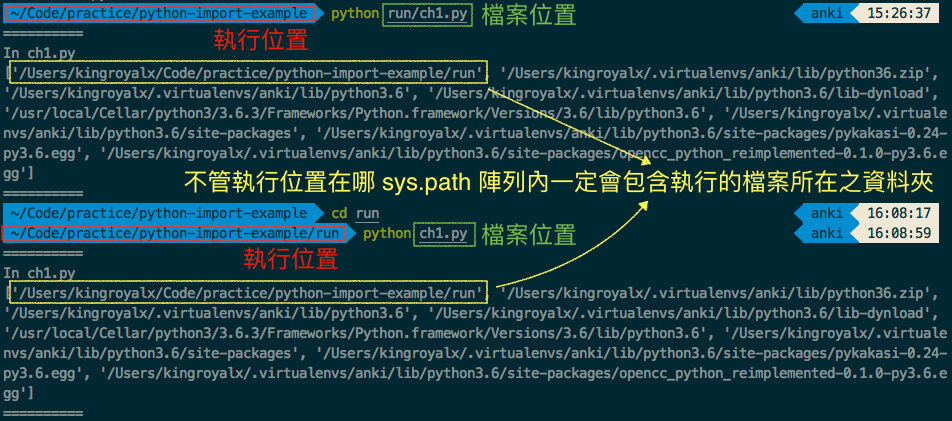 ~/Code/practice/python-import-example python run/ch1.py 檔案位置 anki 15:26:37
========== 執行位置
In ch1.py
['/Users/kingroyalx/Code/practice/python-import-example/run', '/Users/kingroyalx/.virtualenvs/anki/lib/python36.zip',
'/Users/kingroyalx/.virtualenvs/anki/lib/python3.6', '/Users/kingroyalx/.virtualenvs/anki/lib/python3.6/lib-dynload',
'/usr/local/Cellar/python3/3.6.3/Frameworks/Python.framework/Versions/3.6/lib/python3.6', '/Users/kingroyalx/.virtuale
nvs/anki/lib/python3.6/site-packages', '/Users/kingroyalx/.virtualenvs/anki/lib/python3.6/site-packages/pykakasi-0.24-
py3.6.egg', '/Users/kingroyalx/.virtualenvs/anki/lib/python3.6/site-packages/opencc_python_reimplemented-0.1.0-py3.6.e
gg']
==========
不管執行位置在哪 sys.path 陣列內一定會包含執行的檔案所在之資料夾
~/Code/practice/python-import-example cd run anki 16:08:17
~/Code/practice/python-import-example/run python ch1.py 檔案位置 anki 16:08:59
========== 執行位置
In ch1.py
['/Users/kingroyalx/Code/practice/python-import-example/run', '/Users/kingroyalx/.virtualenvs/anki/lib/python36.zip',
'/Users/kingroyalx/.virtualenvs/anki/lib/python3.6', '/Users/kingroyalx/.virtualenvs/anki/lib/python3.6/lib-dynload',
'/usr/local/Cellar/python3/3.6.3/Frameworks/Python.framework/Versions/3.6/lib/python3.6', '/Users/kingroyalx/.virtuale
nvs/anki/lib/python3.6/site-packages', '/Users/kingroyalx/.virtualenvs/anki/lib/python3.6/site-packages/pykakasi-0.24-
py3.6.egg', '/Users/kingroyalx/.virtualenvs/anki/lib/python3.6/site-packages/opencc_python_reimplemented-0.1.0-py3.6.e
gg']
==========